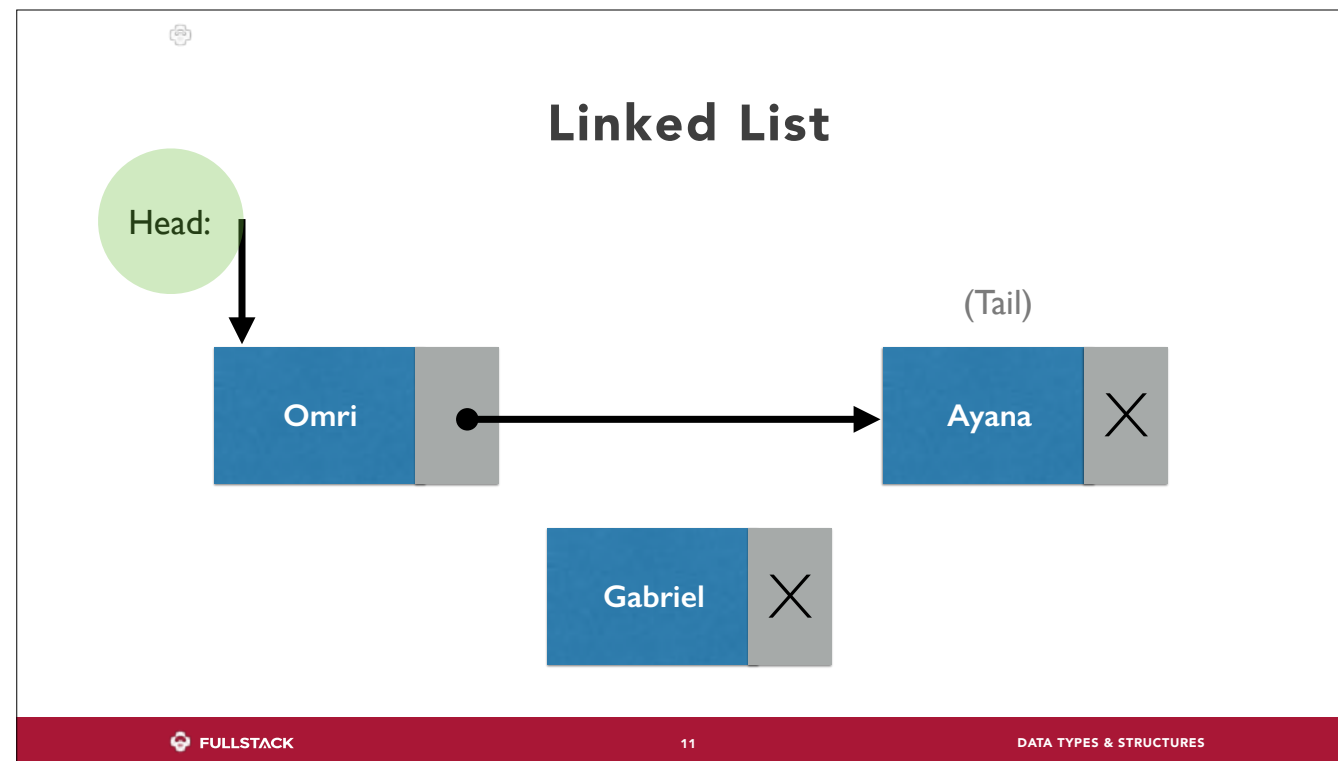 Linked List
Head:
(Tail)
Omri
Ayana
Gabriel
FULLSTACK
11
DATA TYPES & STRUCTURES